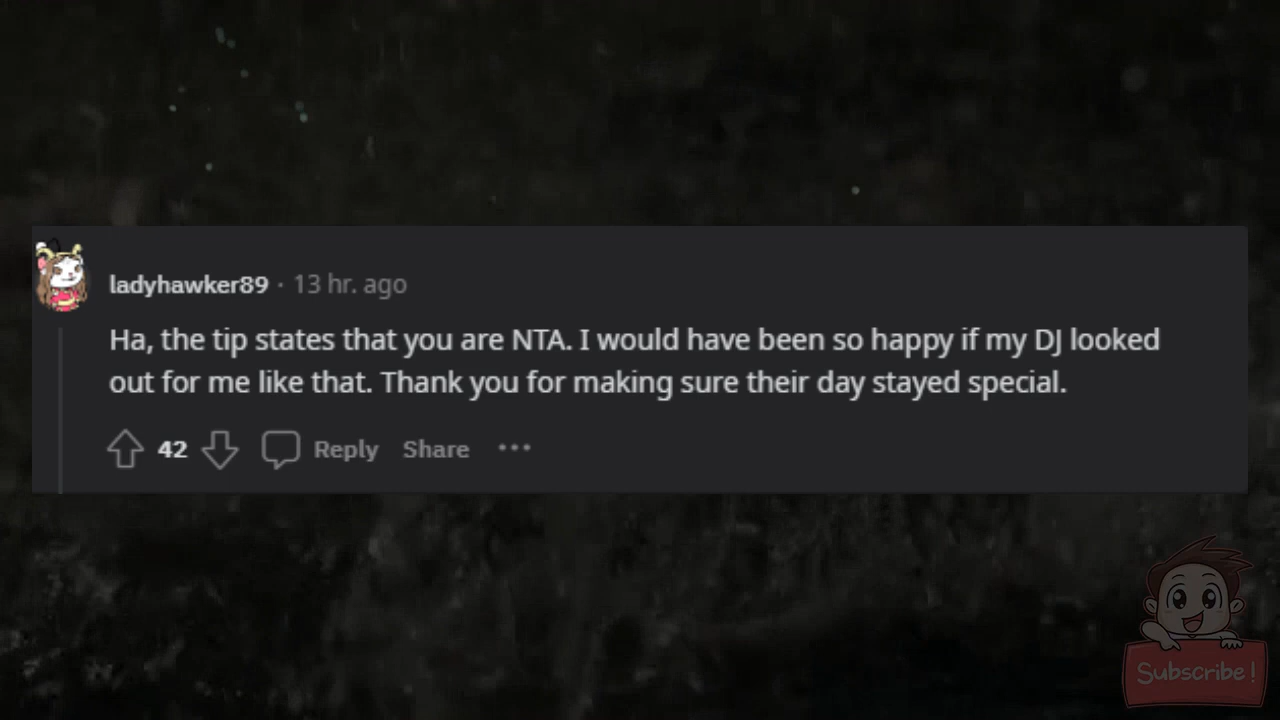 ladyhawker89 · 13 hr. ago
Ha, the tip states that you are NTA. I would have been so happy if my DJ looked
out for me like that. Thank you for making sure their day stayed special.
42 Reply Share ···
Subscribe!